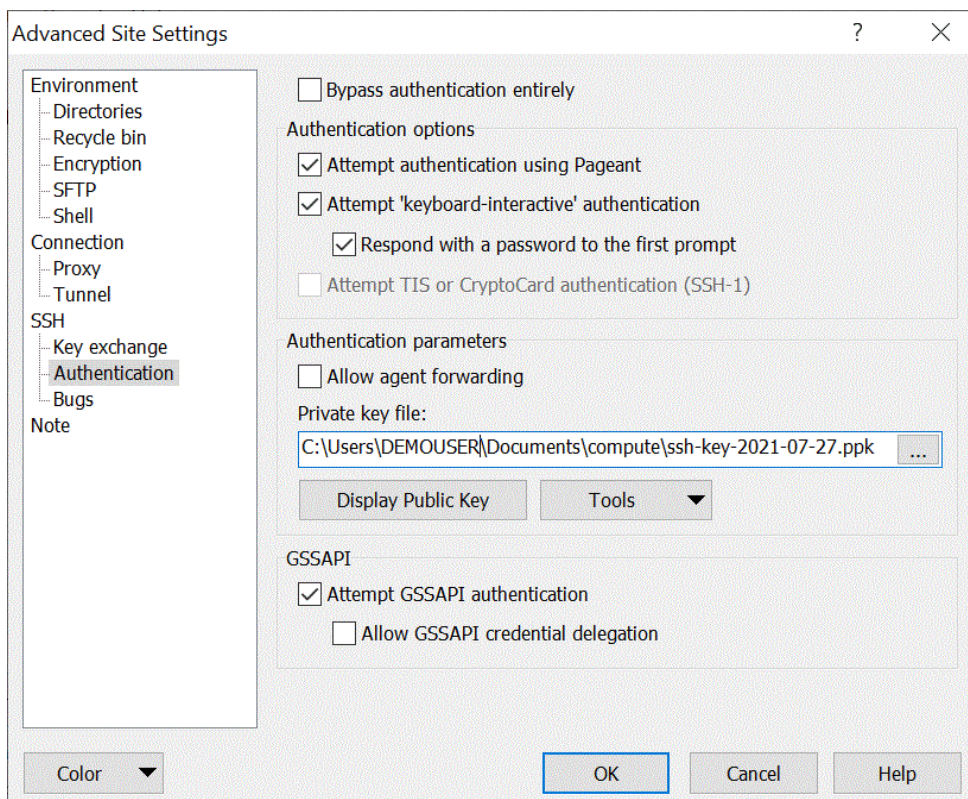 Advanced Site Settings
?
Environment
Directories
Recycle bin
Encryption
SFTP
Shell
Connection
Proxy
Tunnel
SSH
Key exchange
Authentication
Bugs
Note
Bypass authentication entirely
Authentication options
Attempt authentication using Pageant
Attempt 'keyboard-interactive' authentication
Respond with a password to the first prompt
Attempt TIS or CryptoCard authentication (SSH-1)
Authentication parameters
Allow agent forwarding
Private key file:
C:\Users\DEMOUSER\Documents\compute\ssh-key-2021-07-27.ppk
...
Display Public Key
Tools
GSSAPI
Attempt GSSAPI authentication
Allow GSSAPI credential delegation
Color
OK
Cancel
Help